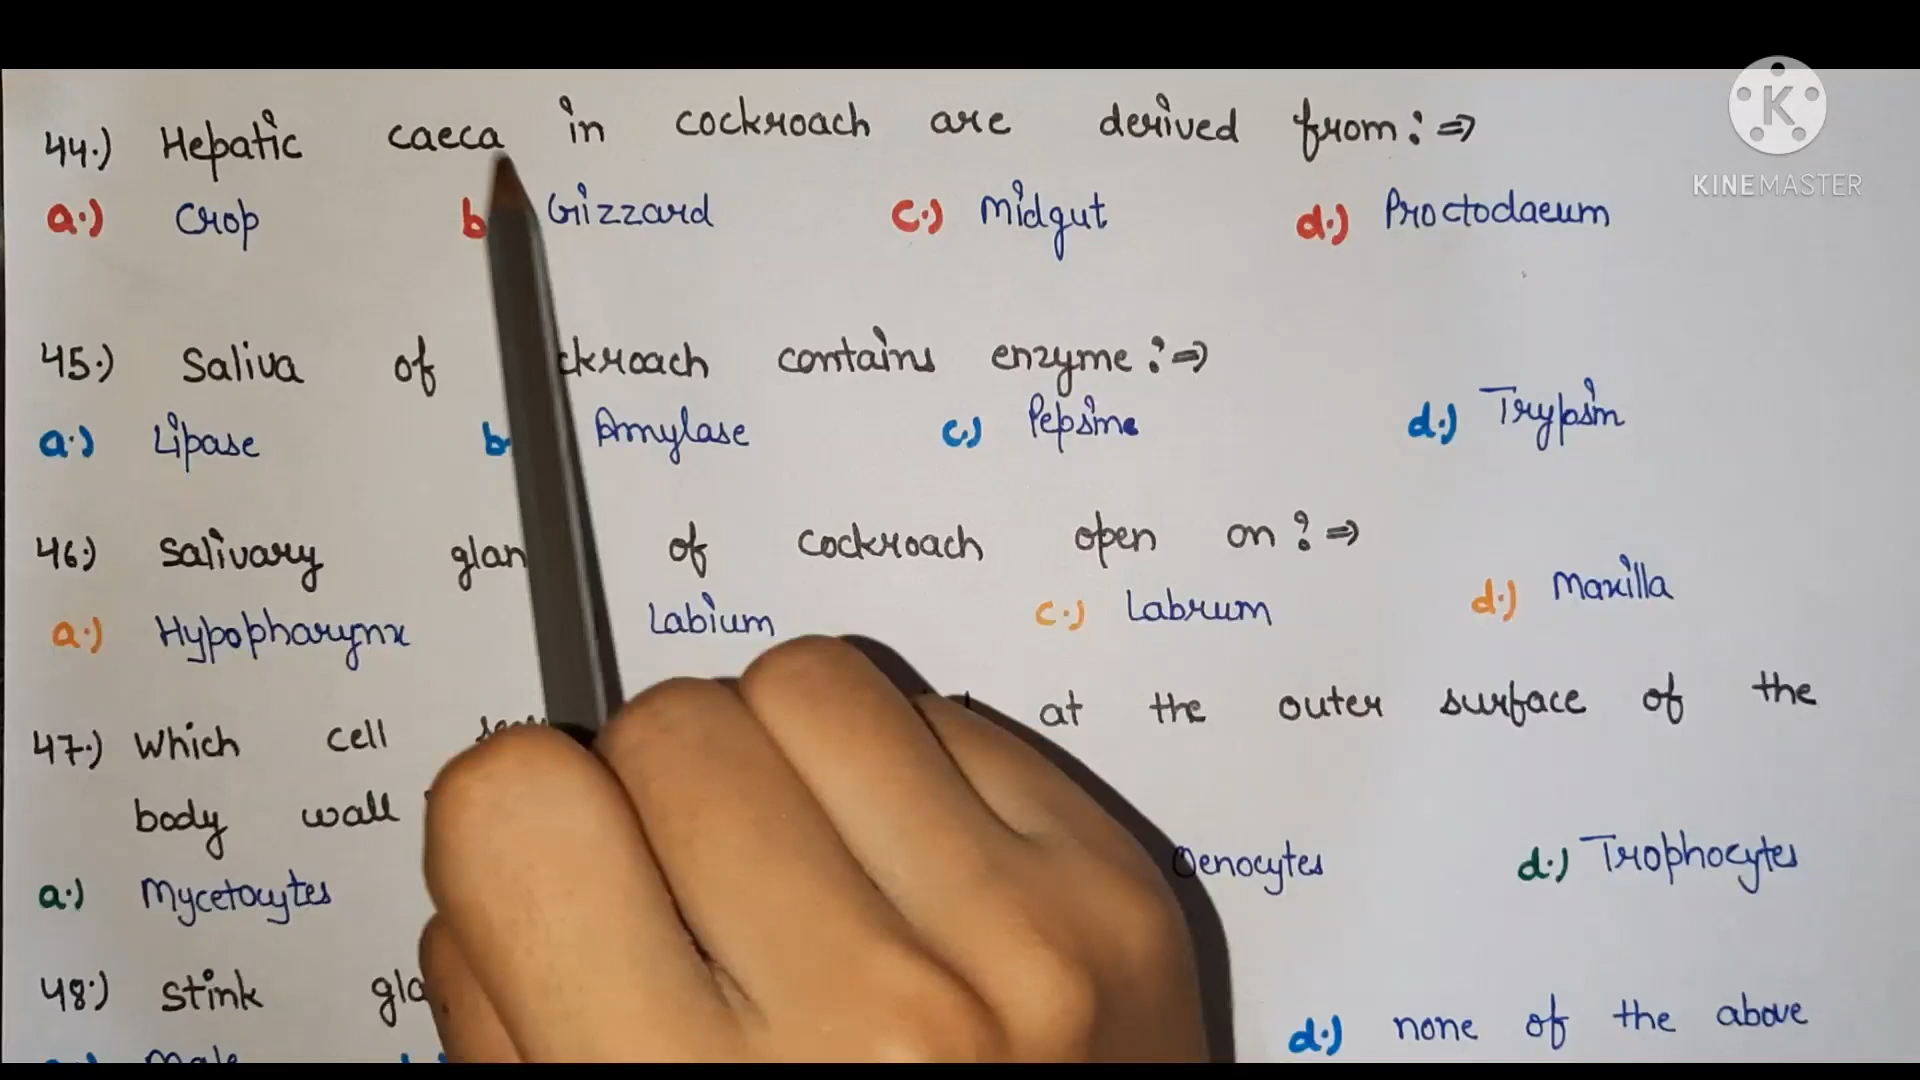 K
KINEMASTER
44.) Hepatic caeca in cockroach are derived from :⇒
a.) Crop b Gizzard c.) Midgut d.) Proctodaeum
45.) Saliva of ckroach contains enzyme :⇒
a.) Lipase b Amylase c.) Pepsine d.) Trypsin
46.) Salivary glan of cockroach open on ?⇒
a.) Hypopharynx Labium c.) Labrum d.) Maxilla
47.) Which cell at the outer surface of the
body wall
a.) Mycetocytes Oenocytes d.) Trophocytes
48.) Stink gla
Male d.) none of the above